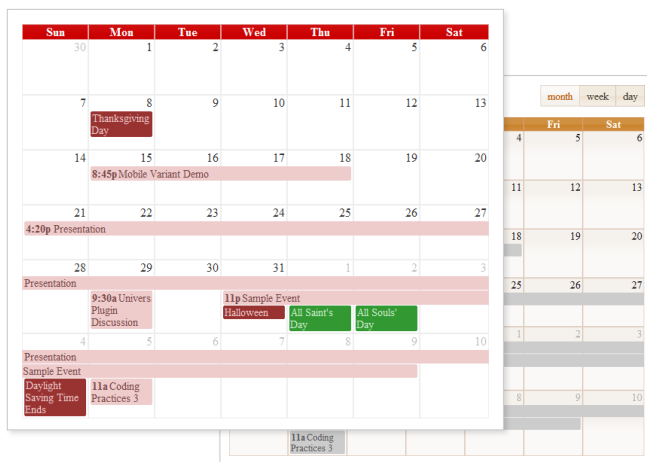 Sun Mon Tue Wed Thu Fri Sat
30 1 2 3 4 5 6
7 8 9 10 11 12 13
Thanksgiving
Day
14 15 16 17 18 19 20
8:45p Mobile Variant Demo
21 22 23 24 25 26 27
4:20p Presentation
28 29 30 31 1 2 3
Presentation
9:30a Univers
Plugin
Discussion
11p Sample Event
Halloween
All Saint's
Day
All Souls'
Day
4 5 6 7 8 9 10
Presentation
Sample Event
Daylight
Saving Time
Ends
11a Coding
Practices 3
month week day
Fri Sat
4 5 6
11 12 13
18 19 20
25 26 27
1 2 3
8 9 10
11a Coding
Practices 3